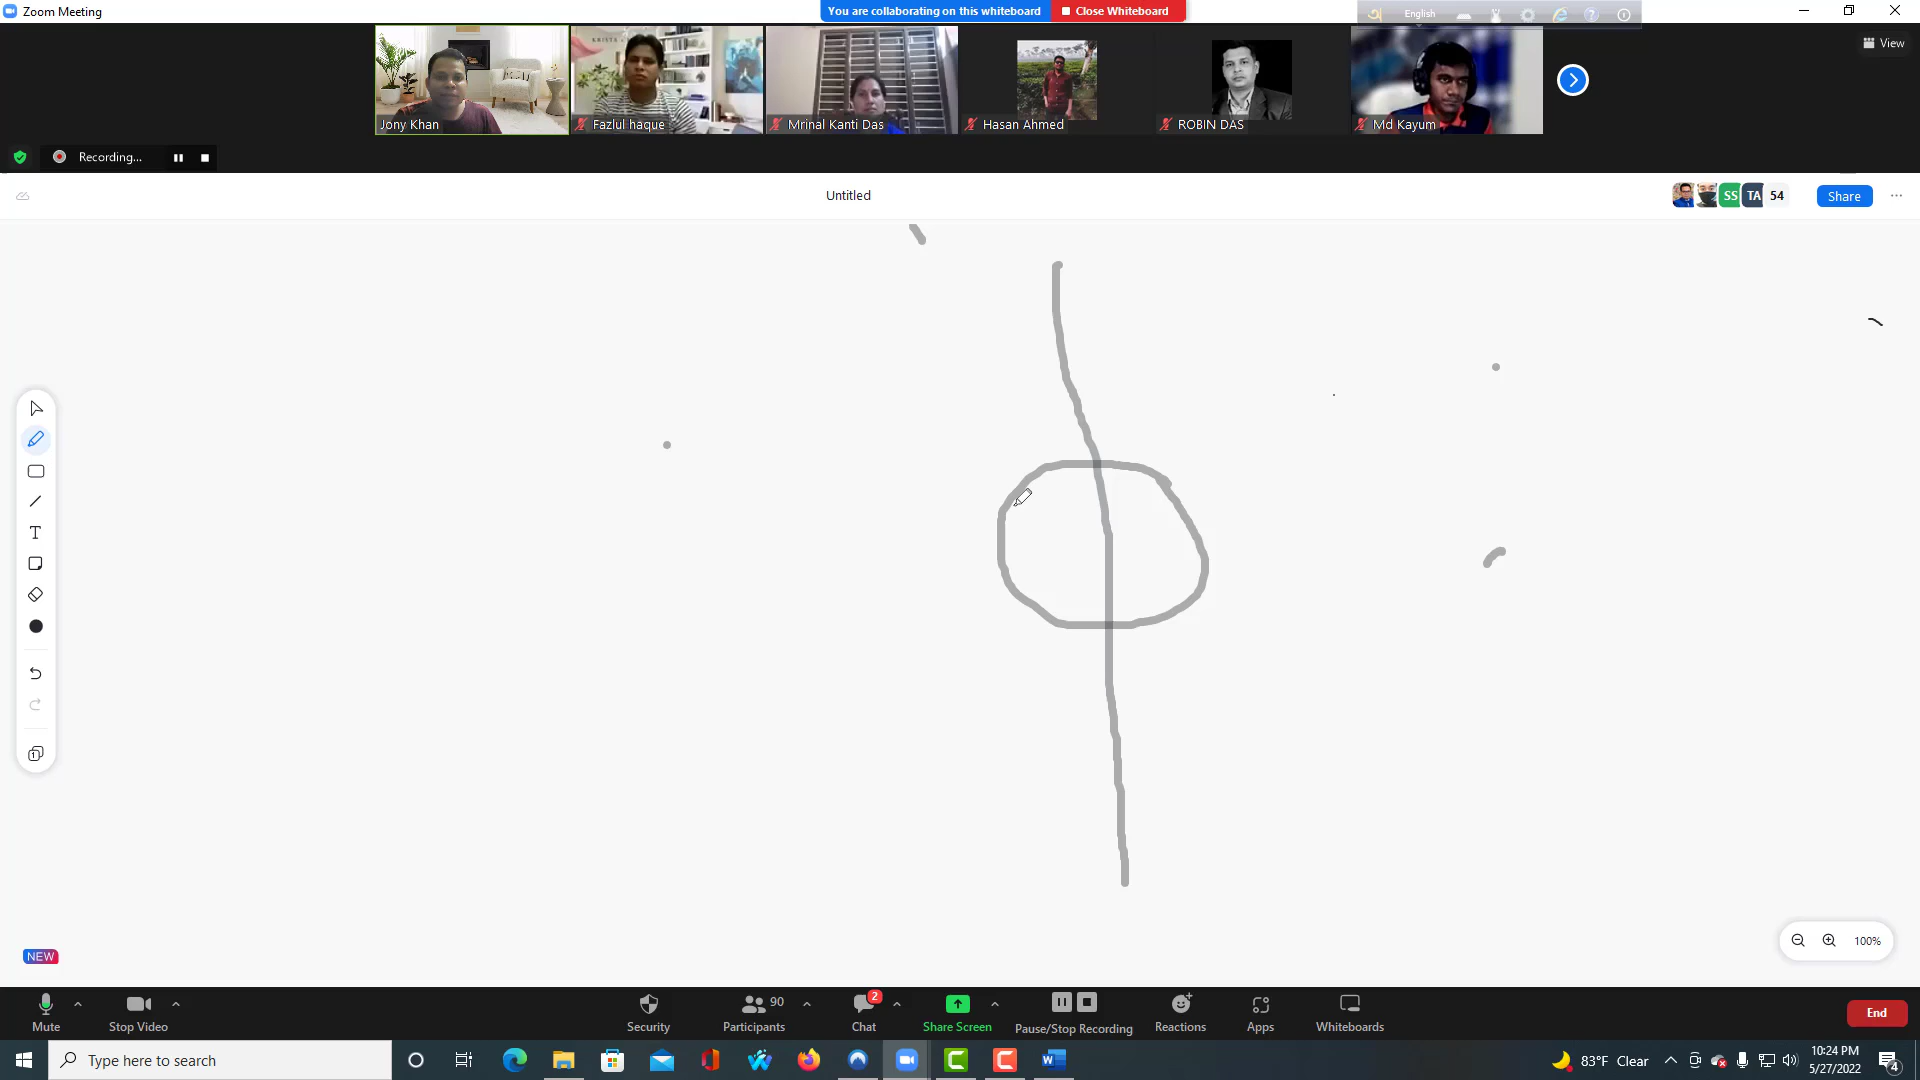 Zoom Meeting
You are collaborating on this whiteboard
Close Whiteboard
English
View
KRISTA
Jony Khan
Fazlul haque
Mrinal Kanti Das
Hasan Ahmed
ROBIN DAS
Md Kayum
Recording...
Untitled
SS
TA
54
Share
T
1
NEW
100%
Mute
Stop Video
Security
90
Participants
2
Chat
Share Screen
Pause/Stop Recording
Reactions
Apps
Whiteboards
End
Type here to search
83°F Clear
10:24 PM
5/27/2022
4